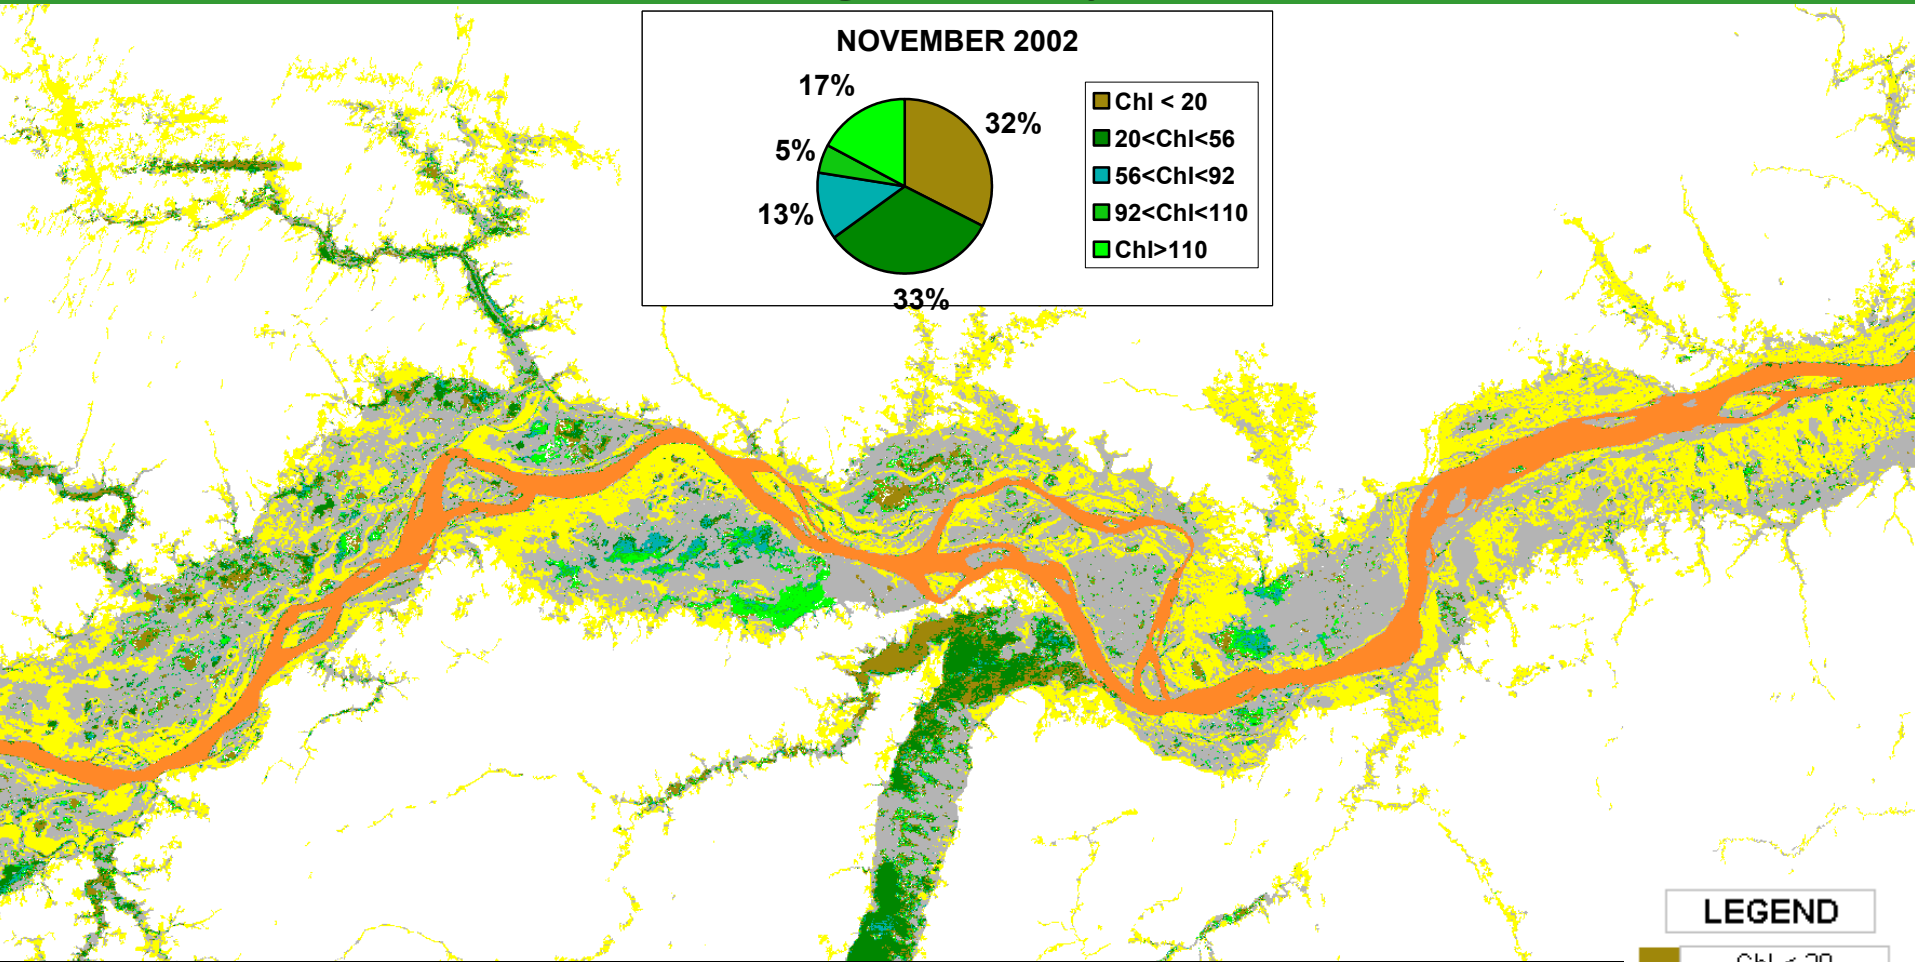 NOVEMBER 2002
17%
32%
5%
13%
33%
Chl < 20
20<Chl<56
56<Chl<92
92<Chl<110
Chl>110
LEGEND